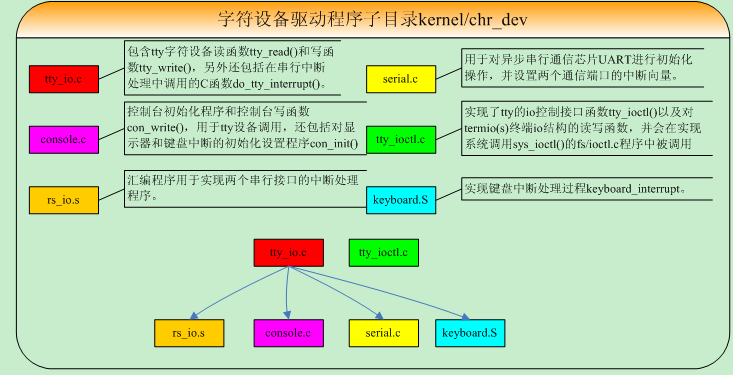 字符设备驱动程序子目录kernel/chr_dev
tty_io.c
包含tty字符设备读函数tty_read()和写函
数tty_write()，另外还包括在串行中断
处理中调用的C函数do_tty_interrupt()。
serial.c
用于对异步串行通信芯片UART进行初始化
操作，并设置两个通信端口的中断向量。
console.c
控制台初始化程序和控制台写函数
con_write()，用于tty设备调用，还包括对显
示器和键盘中断的初始化设置程序con_init()
tty_ioctl.c
实现了tty的io控制接口函数tty_ioctl()以及对
termio(s)终端io结构的读写函数，并会在实现
系统调用sys_ioctl()的fs/ioctl.c程序中被调用
rs_io.s
汇编程序用于实现两个串行接口的中断处理
程序。
keyboard.S
实现键盘中断处理过程keyboard_interrupt。
tty_io.c
tty_ioctl.c
rs_io.s
console.c
serial.c
keyboard.S